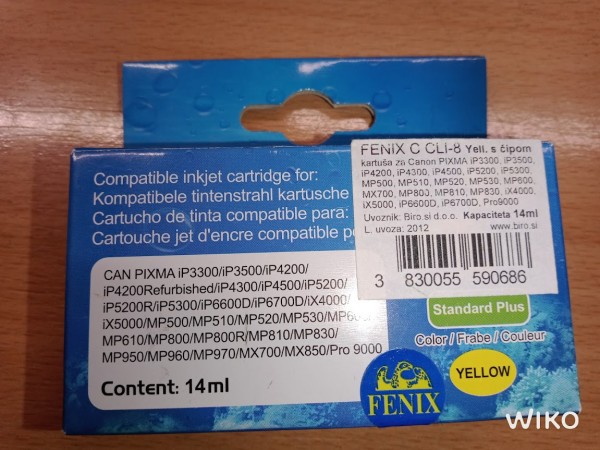 Compatible inkjet cartridge for:
Kompatibele tintenstrahl kartusche
Cartucho de tinta compatible para:
Cartouche jet d'encre compatible
CAN PIXMA iP3300/iP3500/iP4200/
iP4200Refurbished/iP4300/iP4500/iP5200/
iP5200R/iP5300/iP6600D/iP6700D/iX4000/
iX5000/MP500/MP510/MP520/MP530/
MP610/MP800/MP800R/MP810/MP830/
MP950/MP960/MP970/MX700/MX850/Pro 9000
Content: 14ml
FENIX C CLI-8 Yell. s čipom
kartuša za Canon PIXMA iP3300, iP3500,
iP4200, iP4300, iP4500, iP5200, iP5300,
MP500, MP510, MP520, MP530, MP600,
MX700, MP800, MP810, MP830, iX4000,
iX5000, iP6600D, iP6700D, Pro9000
Uvoznik: Biro.si d.o.o. Kapaciteta 14ml
L. uvoza: 2012 www.biro.si
3 830055 590686
Standard Plus
Color / Frabe / Couleur
YELLOW
FENIX
WIKO